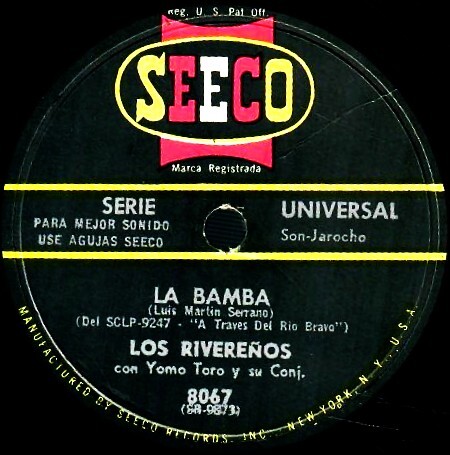 Reg. U. S. Pat Off.
SEECO
Marca Registrada
SERIE UNIVERSAL
PARA MEJOR SONIDO
USE AGUJAS SEECO
Son-Jarocho
LA BAMBA
(Luis Martin Serrano)
(Del SCLP-9247 - "A Traves Del Rio Bravo")
LOS RIVEREÑOS
con Yomo Toro y su Conj.
8067
(SR-9873)
MANUFACTURED BY SEECO RECORDS, INC., NEW YORK, N.Y., U.S.A.